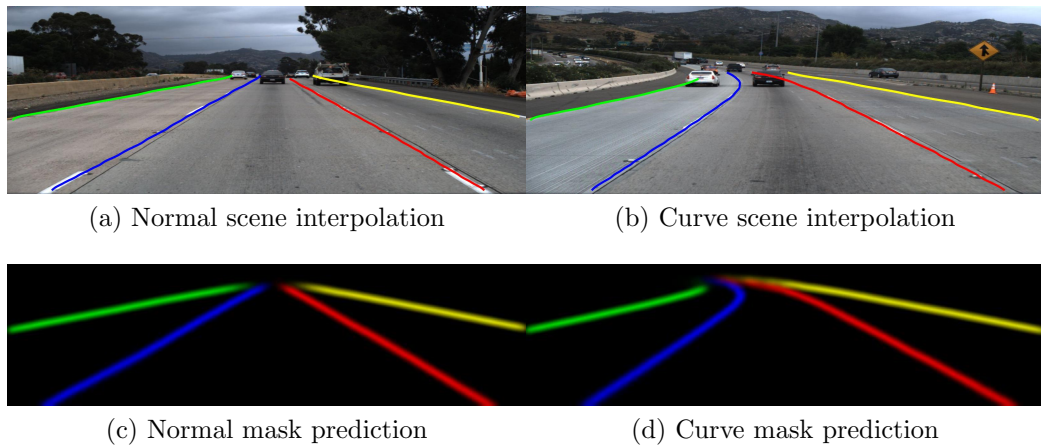 (a) Normal scene interpolation
(b) Curve scene interpolation
(c) Normal mask prediction
(d) Curve mask prediction